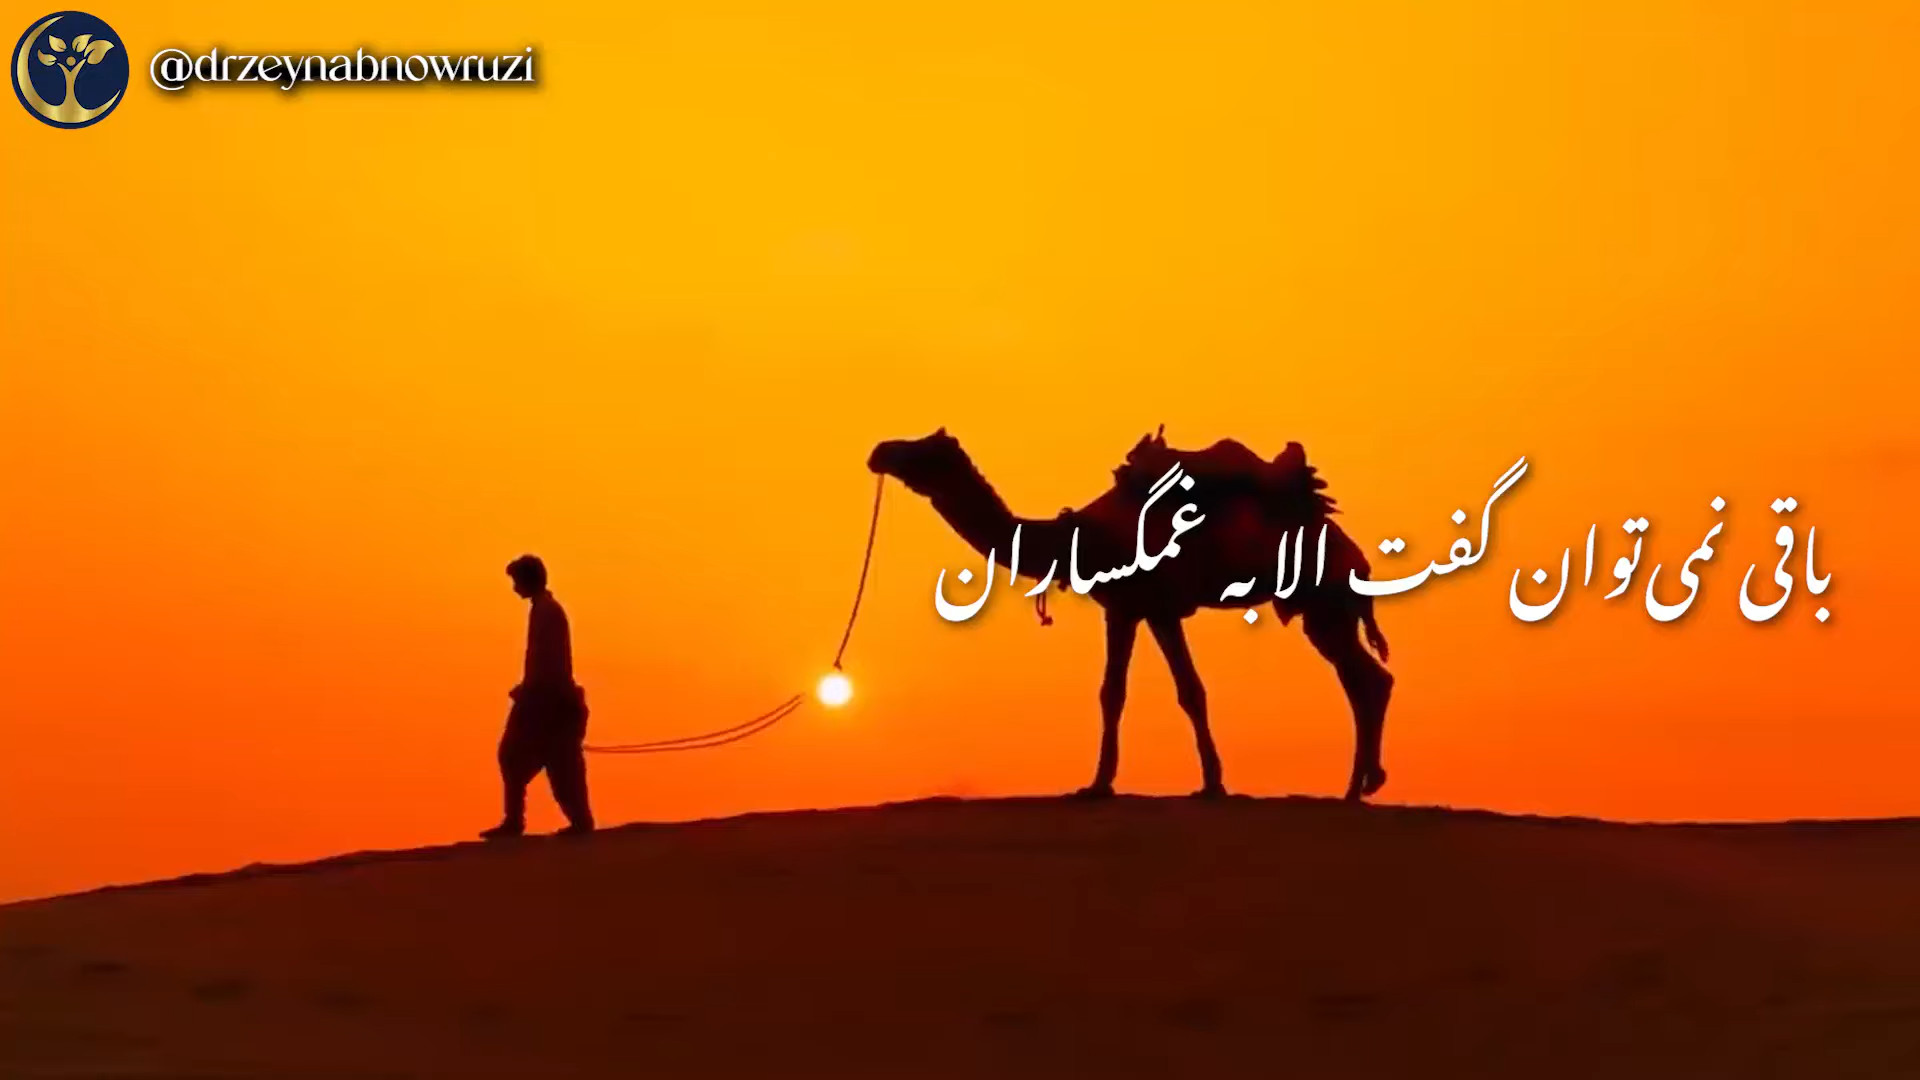 @drzeynabnowruzi
باقی نمی‌توان گفت الا به غمگساران